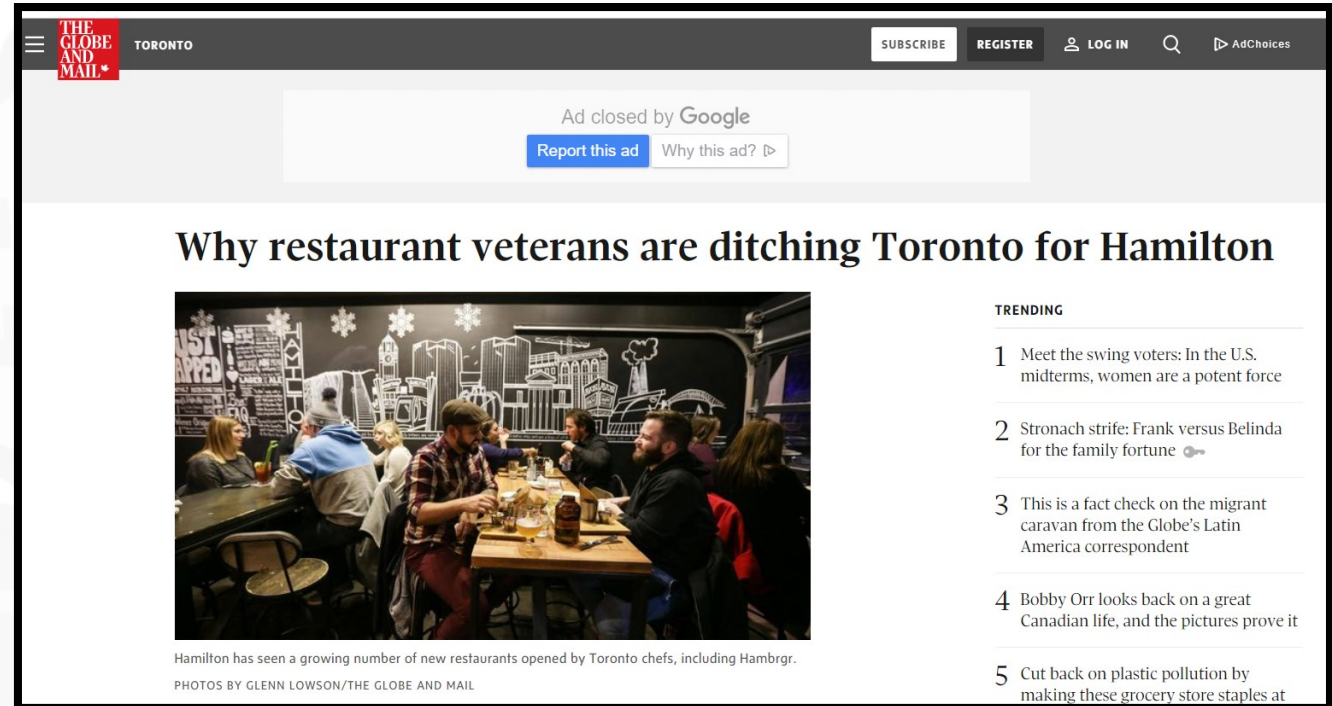 THE
GLOBE
AND
MAIL
TORONTO
SUBSCRIBE
REGISTER
LOG IN
AdChoices
Ad closed by Google
Report this ad
Why this ad?
Why restaurant veterans are ditching Toronto for Hamilton
UST
TAPPED
LAGER & ALE
HAMILTON
Hamilton has seen a growing number of new restaurants opened by Toronto chefs, including Hambrgr.
PHOTOS BY GLENN LOWSON/THE GLOBE AND MAIL
TRENDING
1 Meet the swing voters: In the U.S.
midterms, women are a potent force
2 Stronach strife: Frank versus Belinda
for the family fortune
3 This is a fact check on the migrant
caravan from the Globe's Latin
America correspondent
4 Bobby Orr looks back on a great
Canadian life, and the pictures prove it
5 Cut back on plastic pollution by
making these grocery store staples at